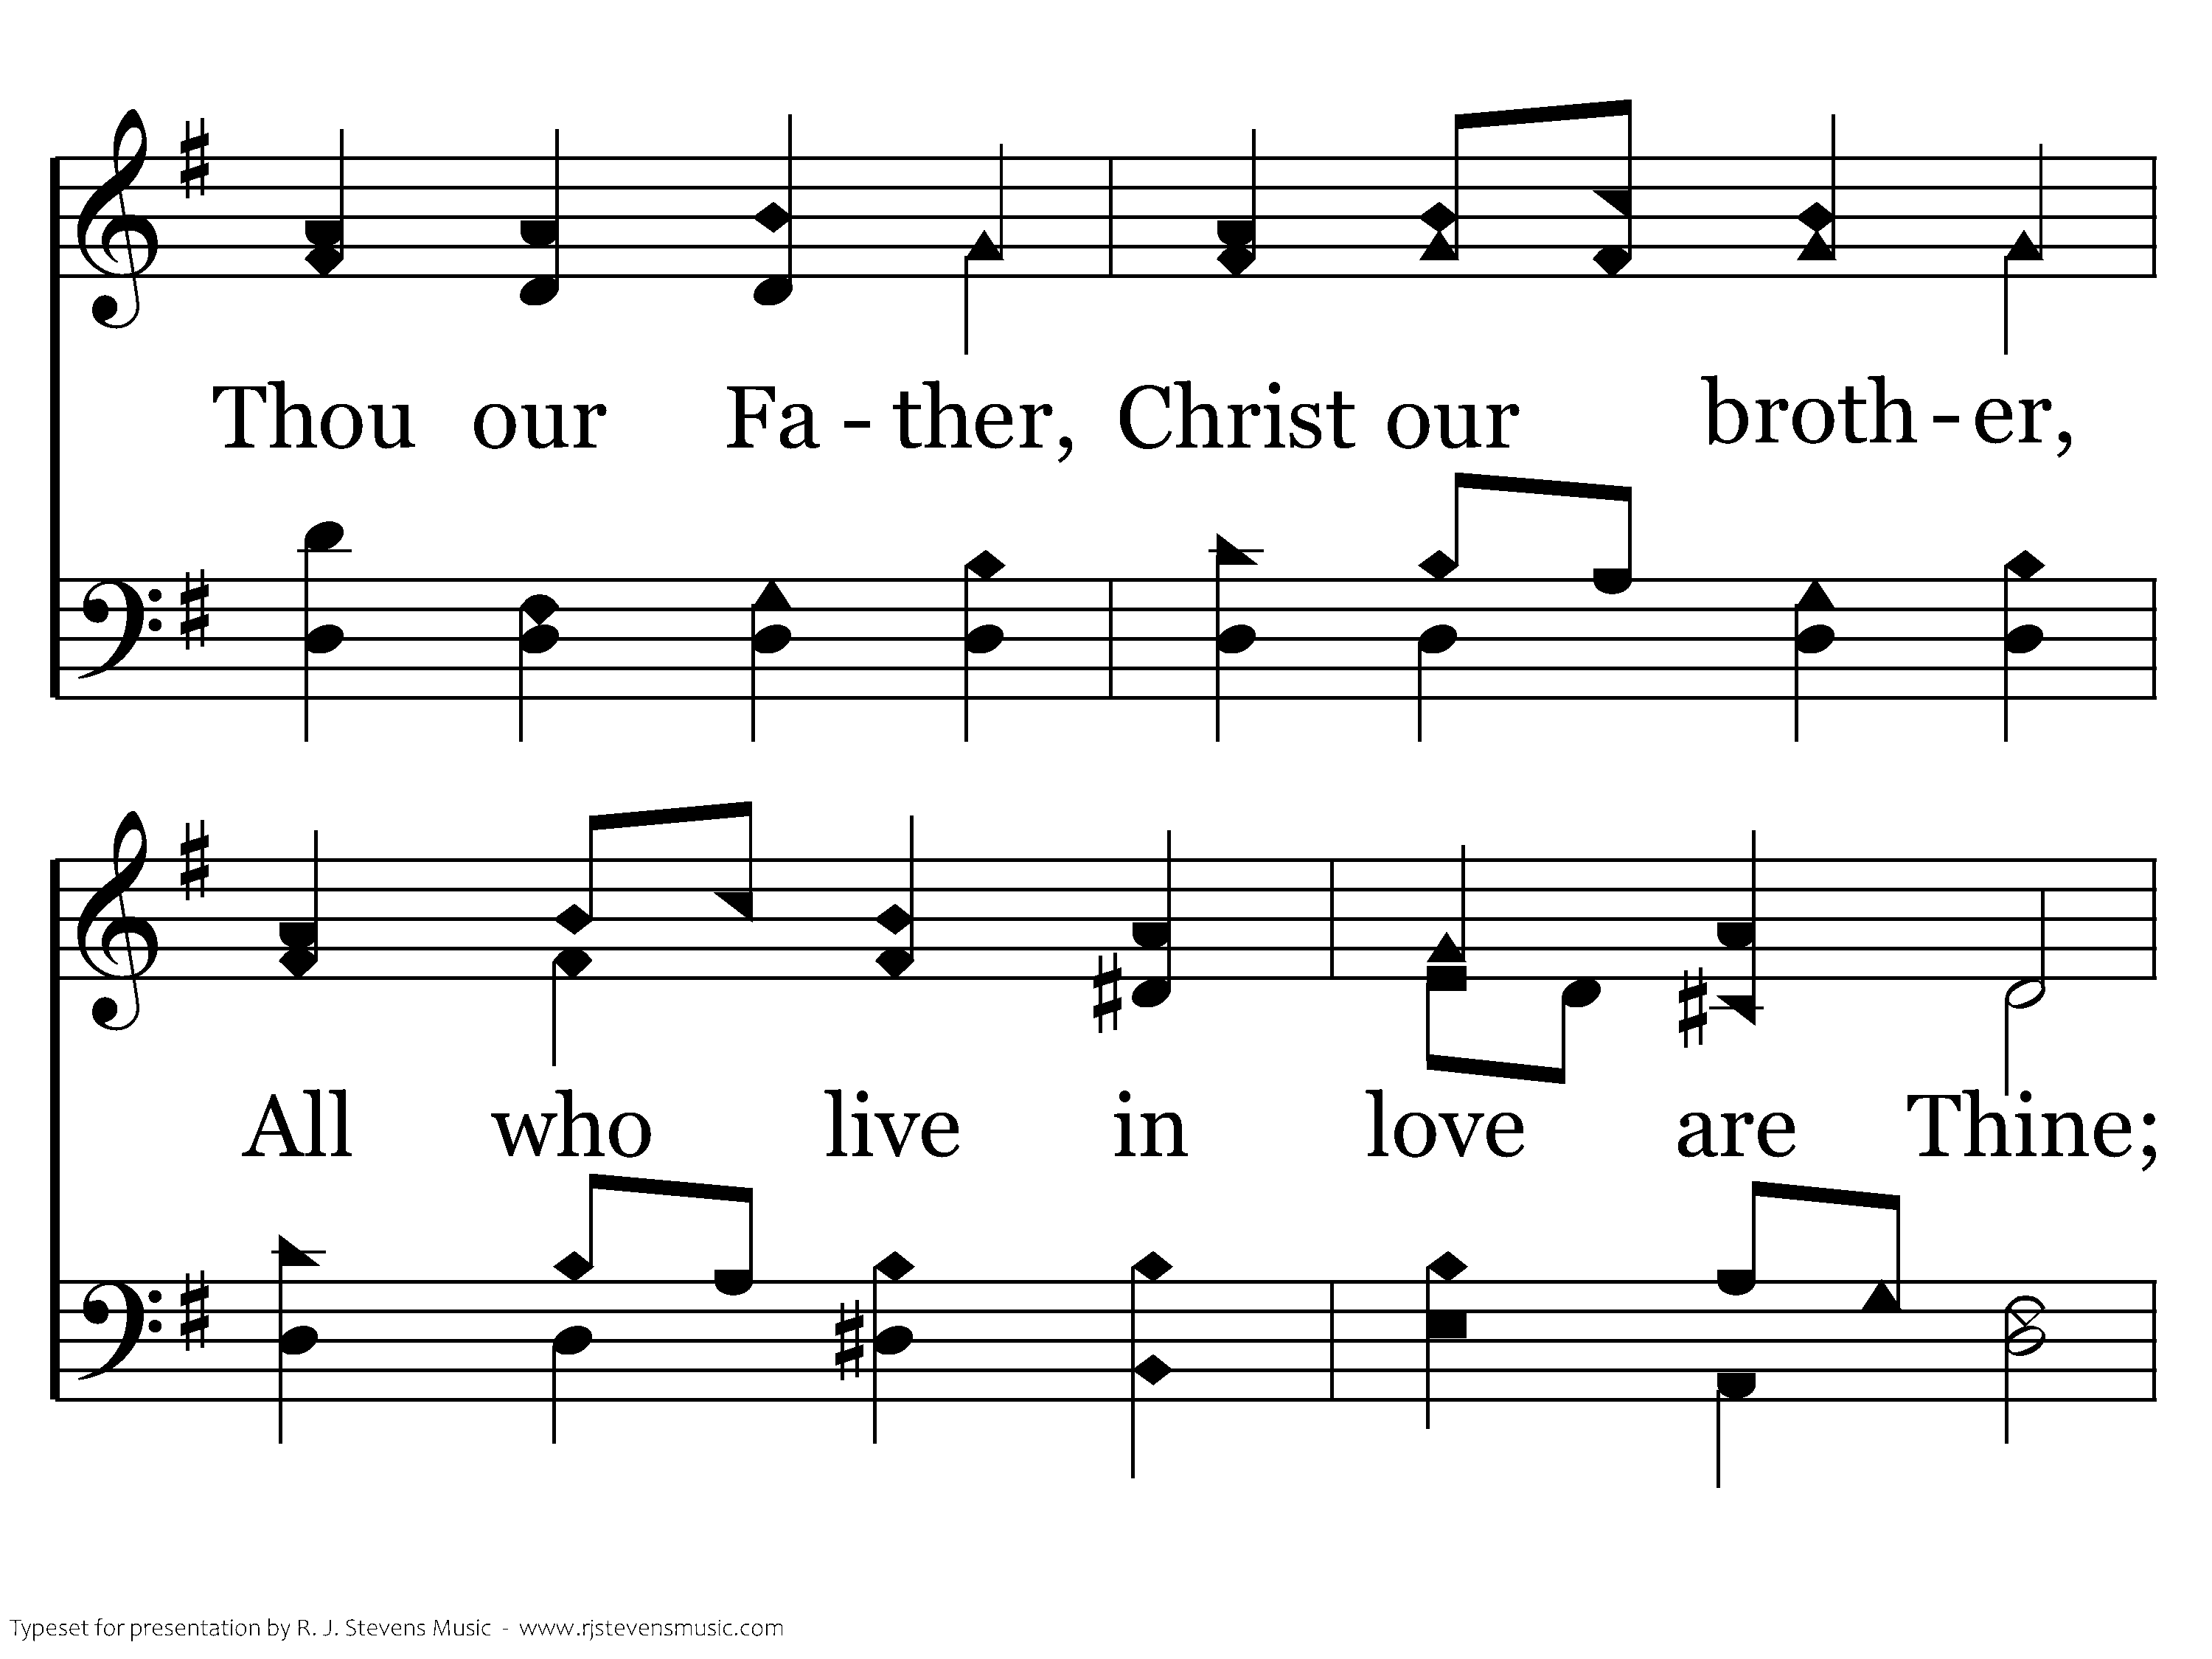 Thou our Fa - ther, Christ our broth - er,
All who live in love are Thine;
Typeset for presentation by R. J. Stevens Music - www.rjstevensmusic.com